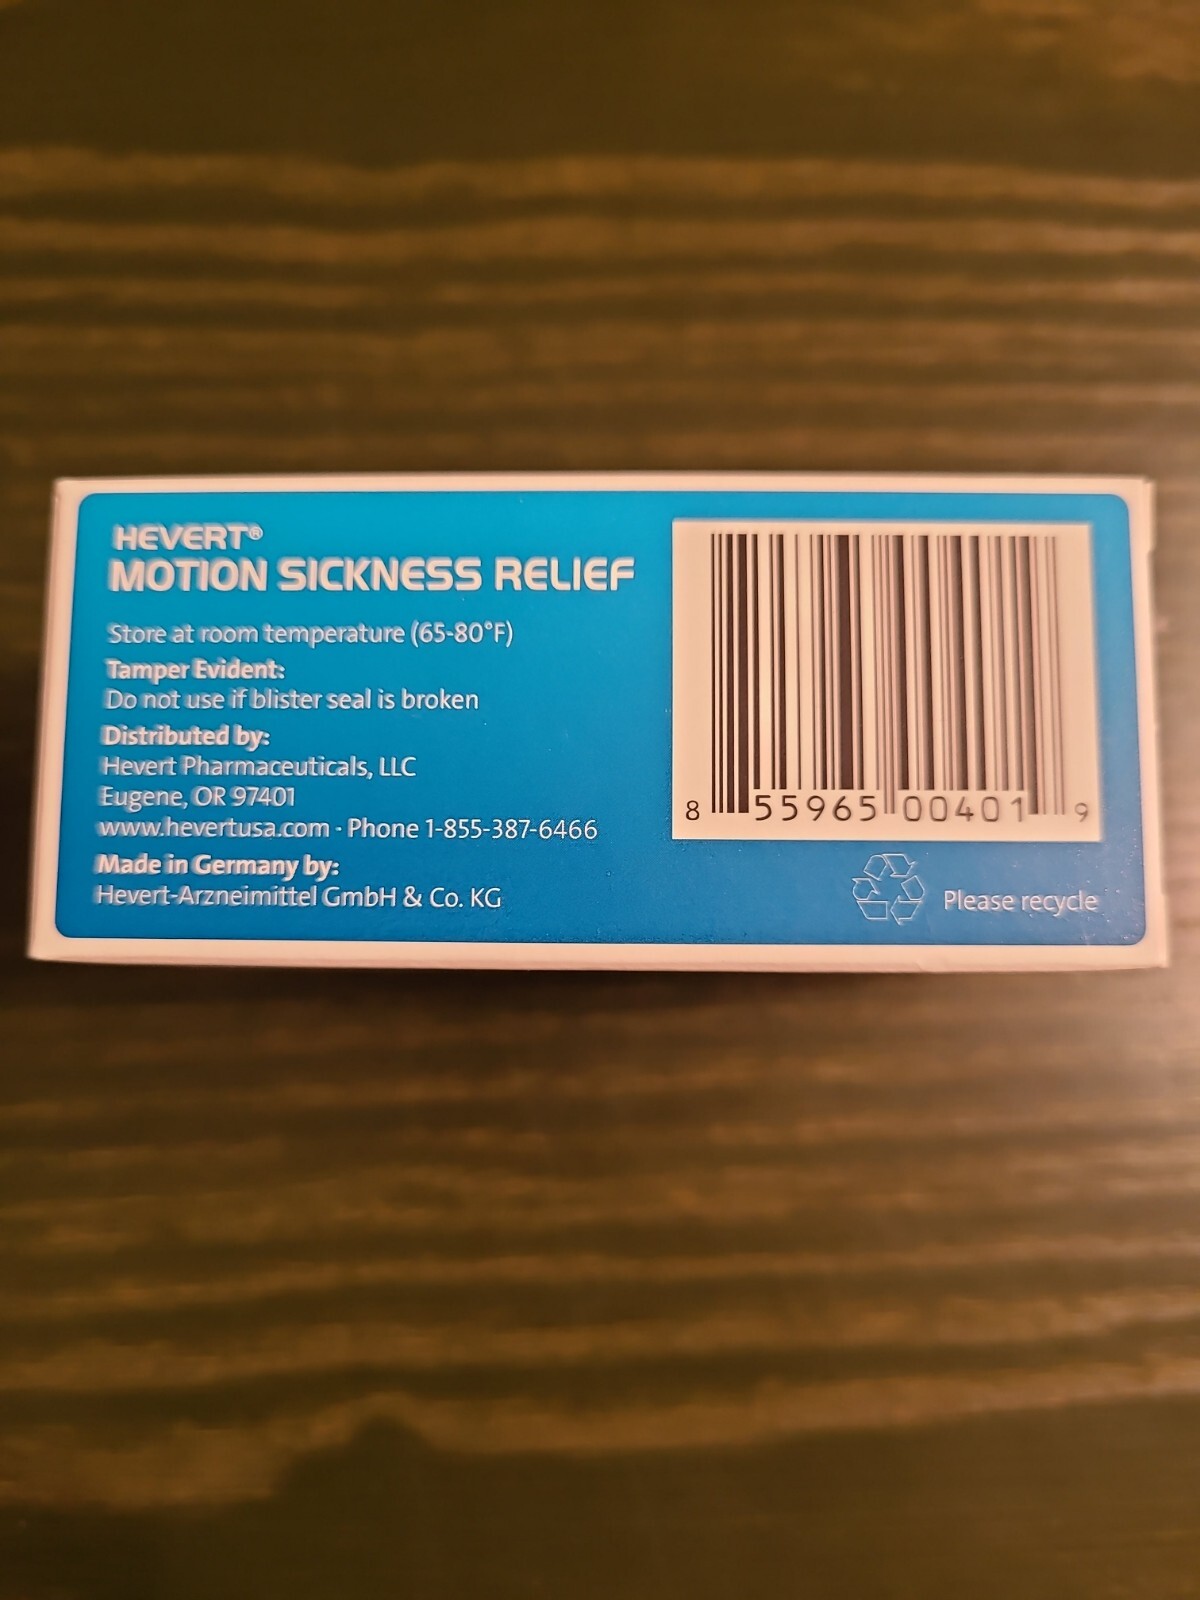 HEVERT®
MOTION SICKNESS RELIEF
Store at room temperature (65-80°F)
Tamper Evident:
Do not use if blister seal is broken
Distributed by:
Hevert Pharmaceuticals, LLC
Eugene, OR 97401
www.hevertusa.com · Phone 1-855-387-6466
Made in Germany by:
Hevert-Arzneimittel GmbH & Co. KG
8 55965 00401 9
Please recycle